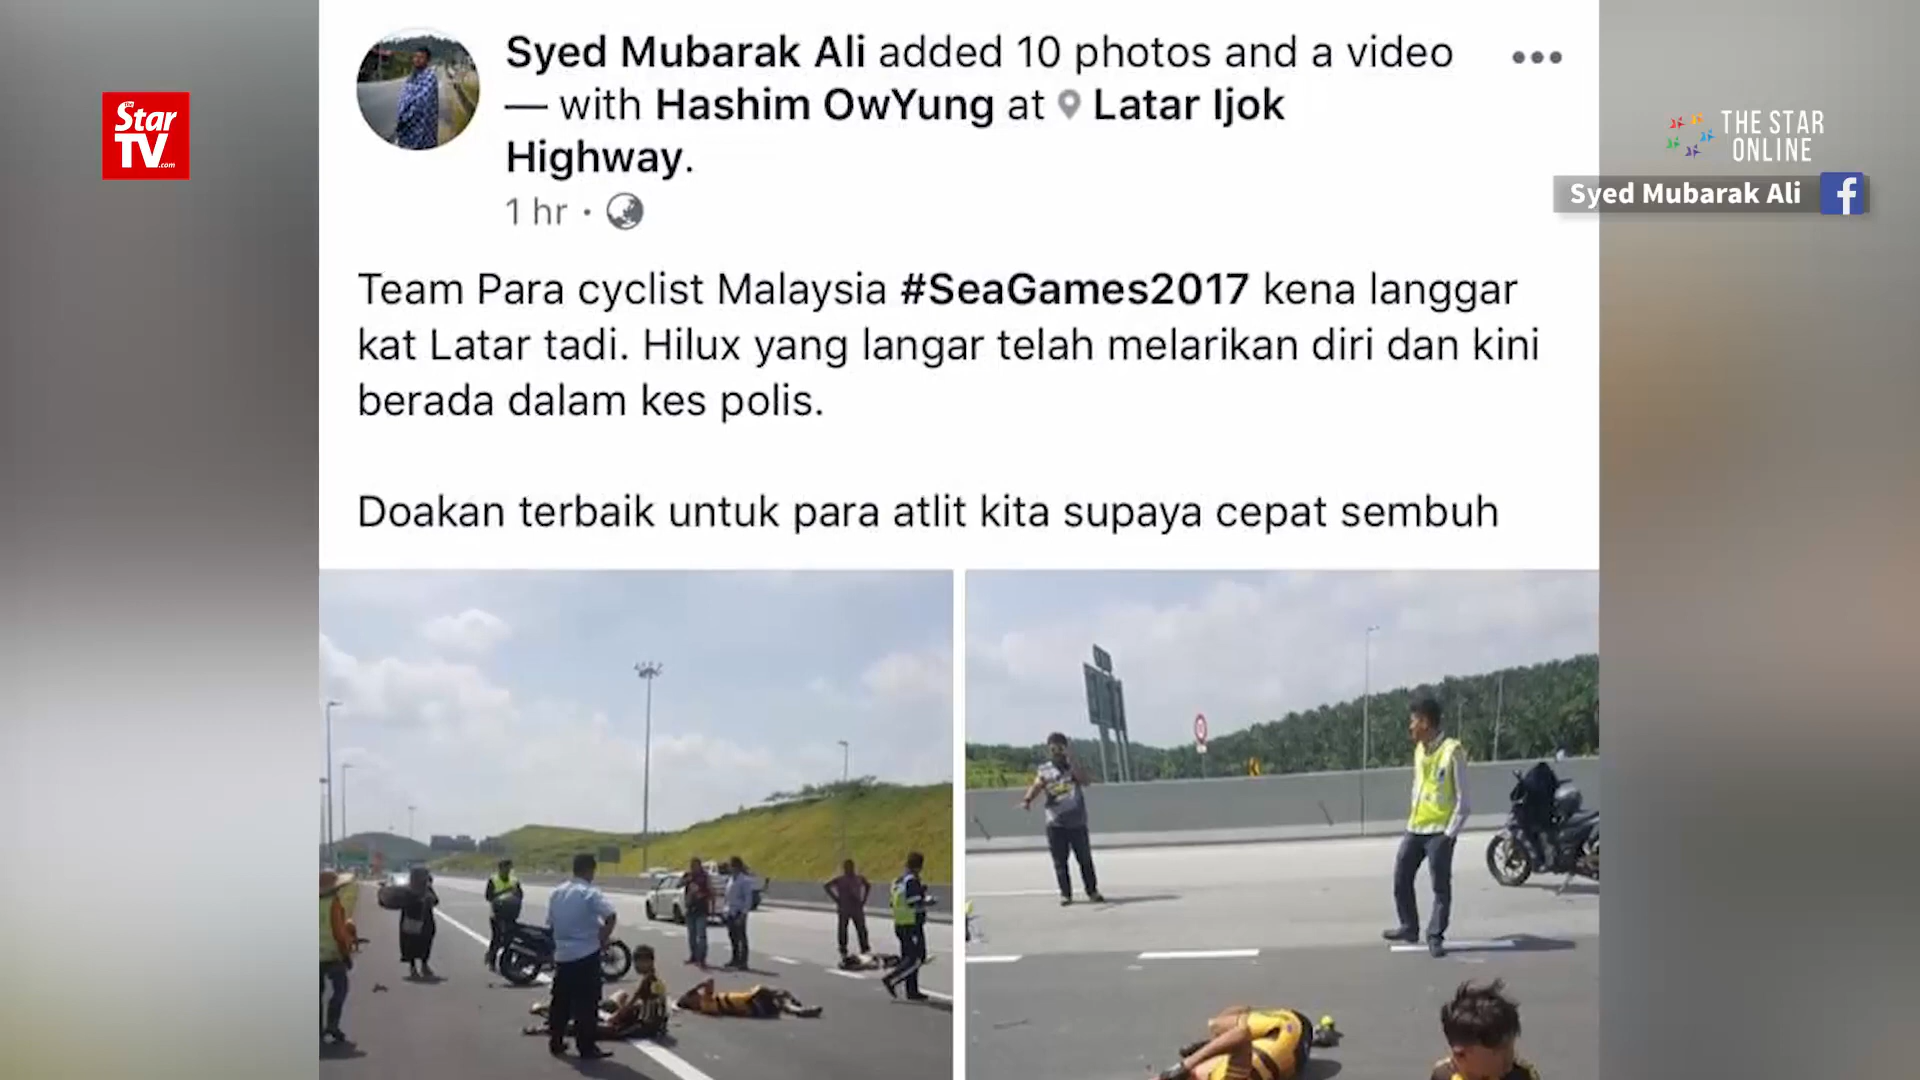 Syed Mubarak Ali added 10 photos and a video
— with Hashim OwYung at Latar Ijok
Highway.
1 hr ·
Team Para cyclist Malaysia #SeaGames2017 kena langgar
kat Latar tadi. Hilux yang langar telah melarikan diri dan kini
berada dalam kes polis.
Doakan terbaik untuk para atlit kita supaya cepat sembuh
The Star
TV.com
THE STAR
ONLINE
Syed Mubarak Ali